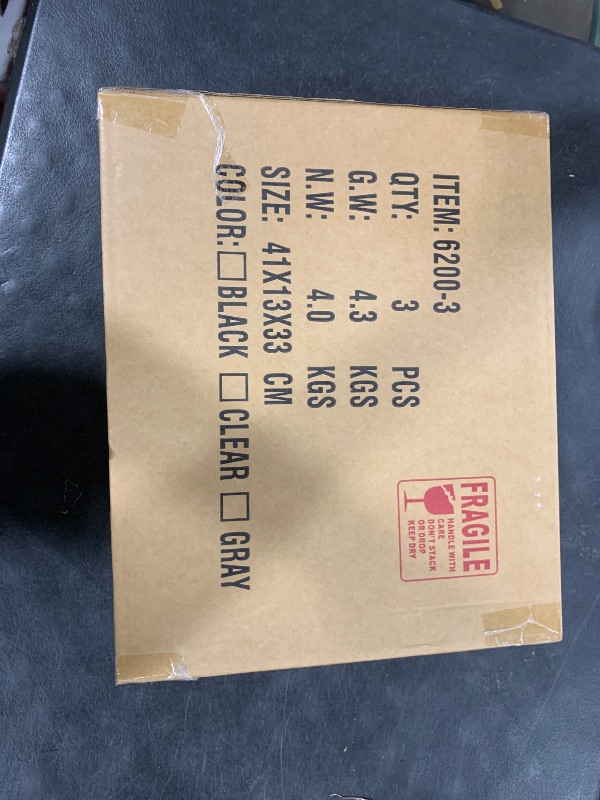 ITEM: 6200-3
QTY: 3 PCS
G.W: 4.3 KGS
N.W: 4.0 KGS
SIZE: 41X13X33 CM
COLOR: □ BLACK □ CLEAR □ GRAY
FRAGILE
HANDLE WITH
CARE
DON'T STACK
OR DROP
KEEP DRY